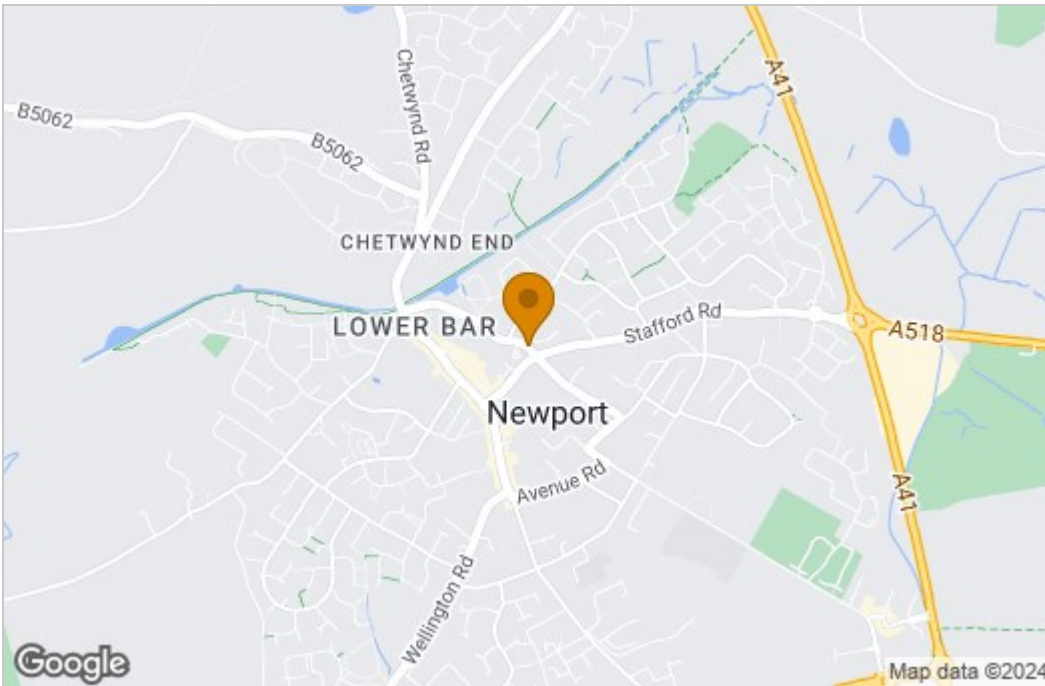 A41
B5062
Chetwynd Rd
B5062
CHETWYND END
LOWER BAR
Stafford Rd
A518
Newport
Avenue Rd
A41
Wellington Rd
Google
Map data ©2024